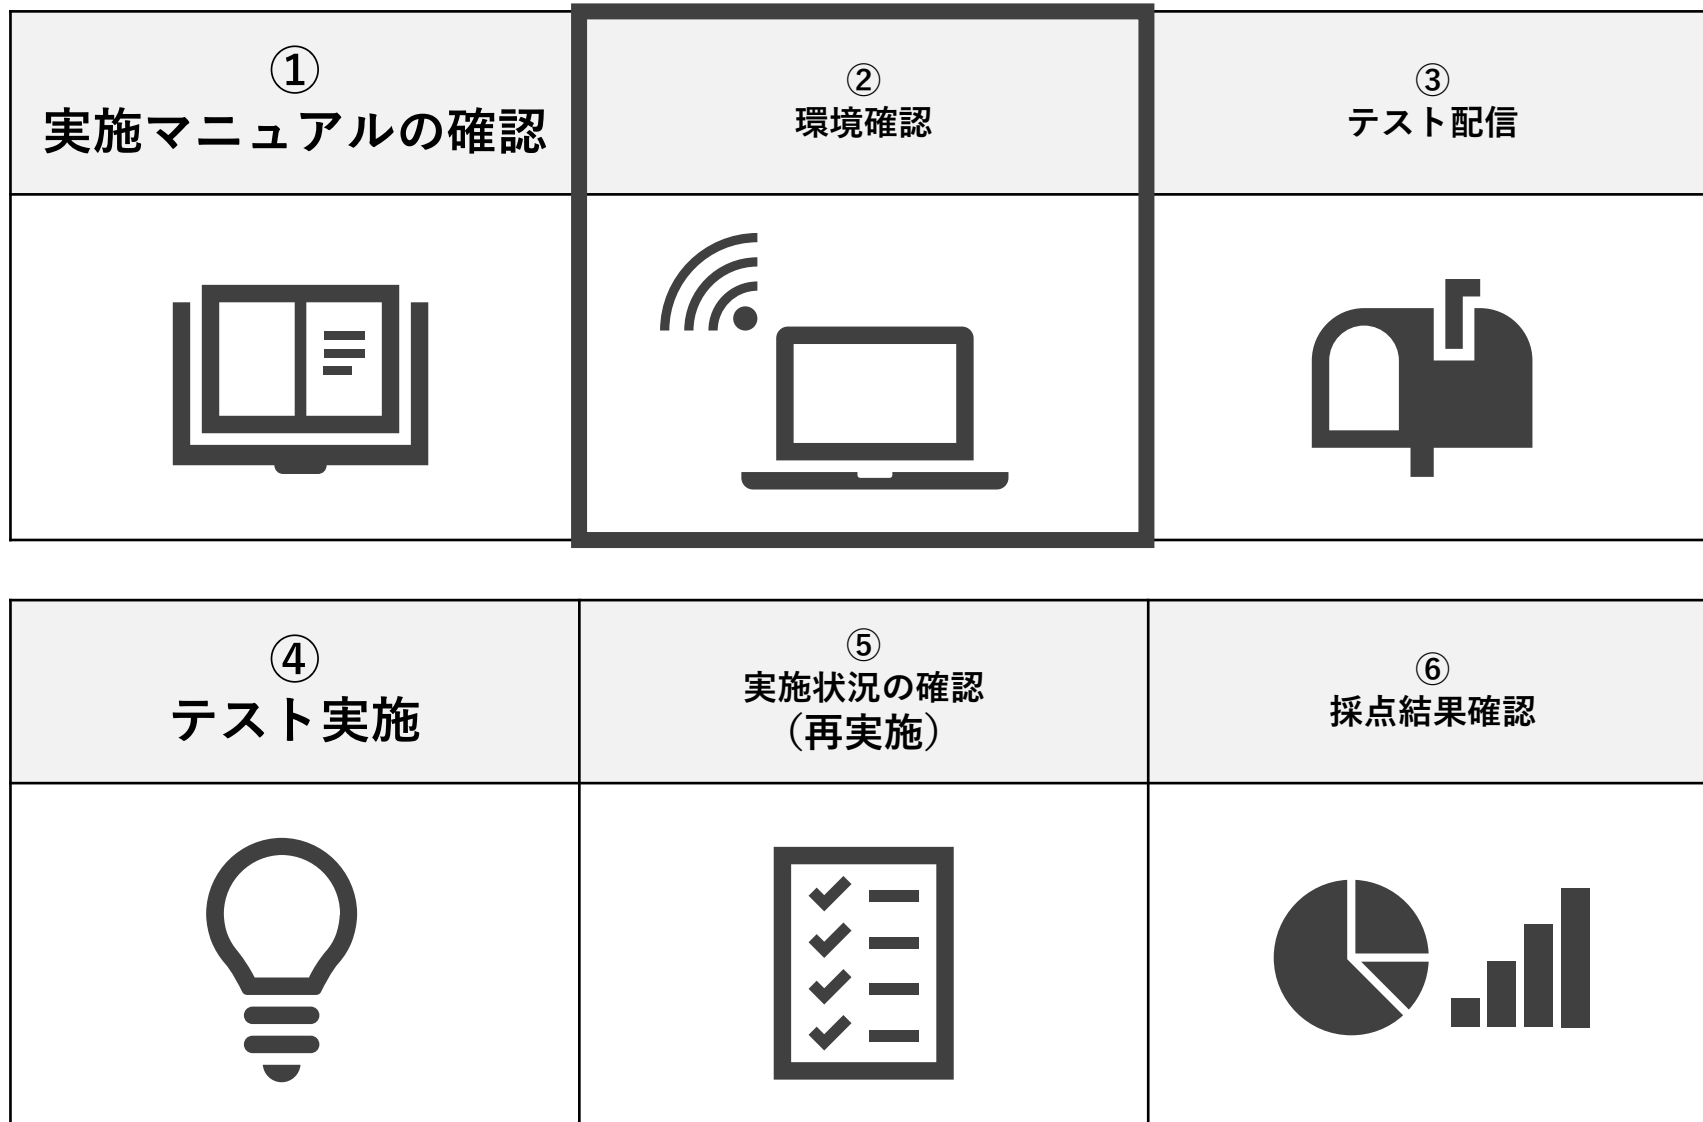 ①
実施マニュアルの確認
②
環境確認
③
テスト配信
④
テスト実施
⑤
実施状況の確認
（再実施）
⑥
採点結果確認